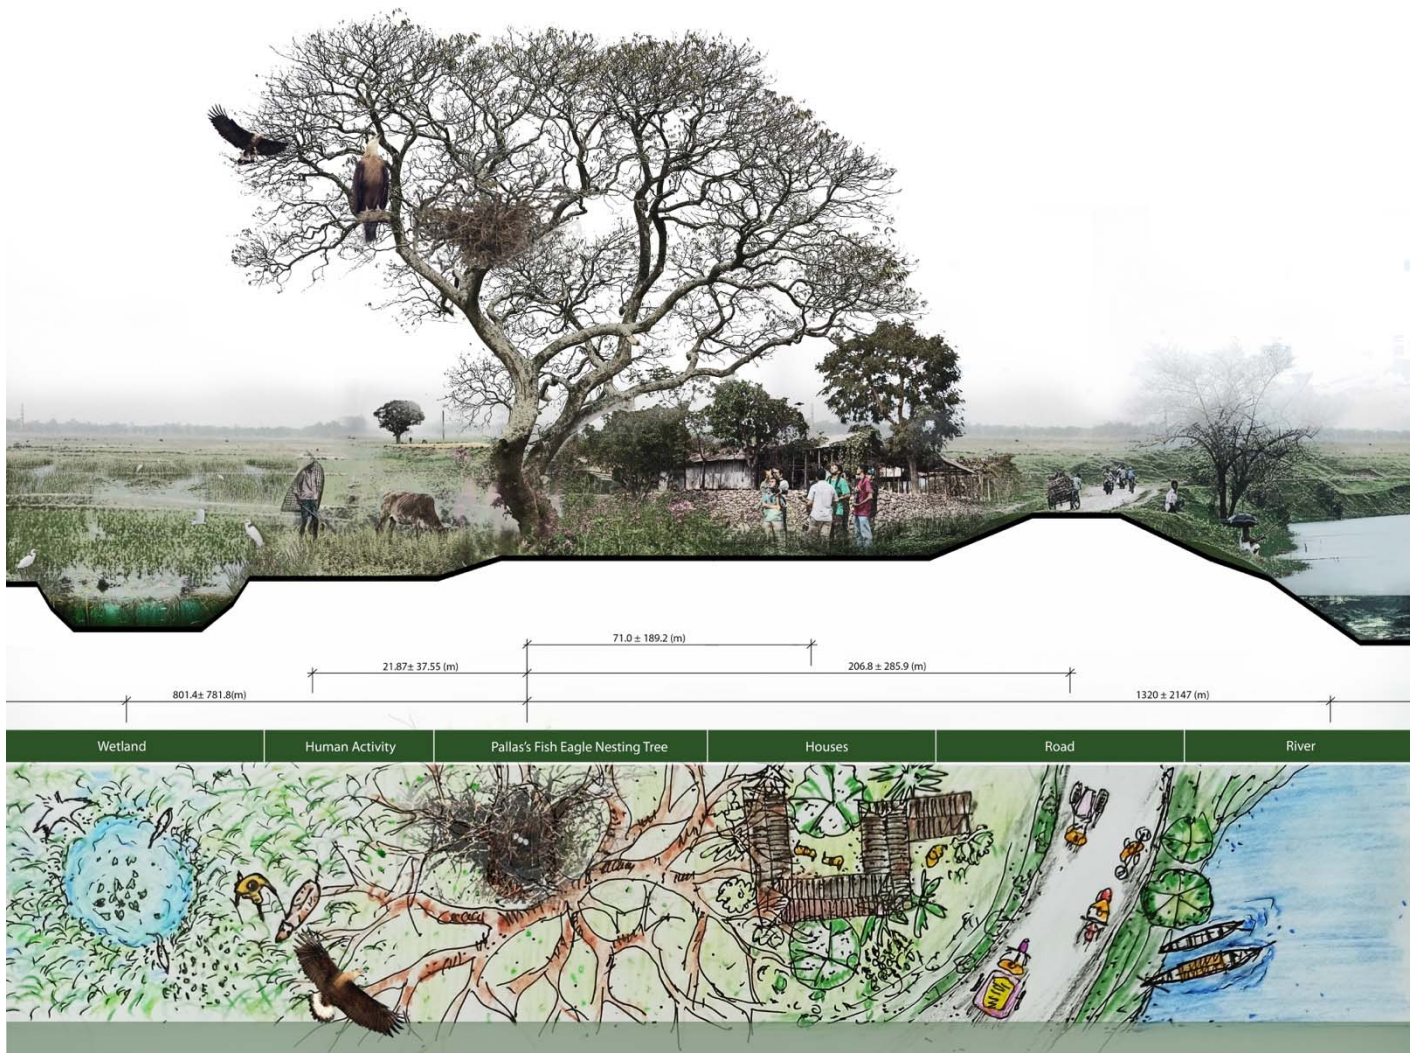 71.0 ± 189.2 (m)
21.87± 37.55 (m)
206.8 ± 285.9 (m)
801.4± 781.8(m)
1320 ± 2147 (m)
Wetland
Human Activity
Pallas's Fish Eagle Nesting Tree
Houses
Road
River